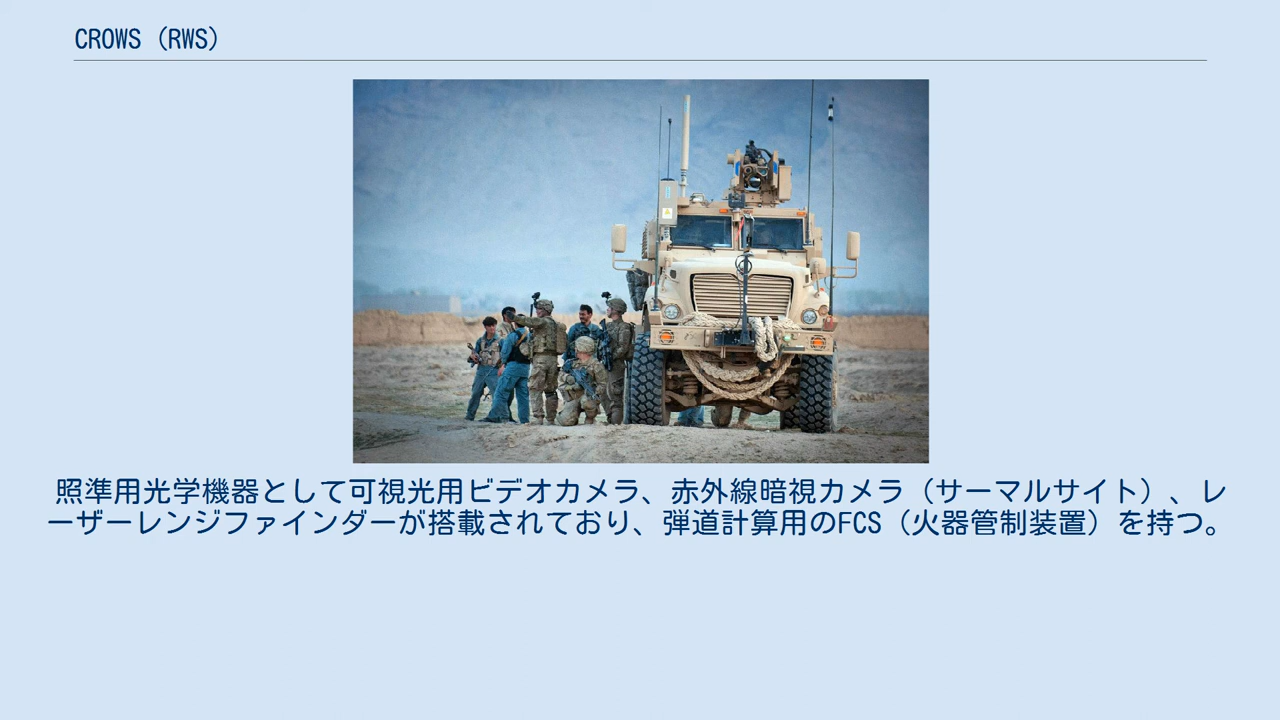 CROWS（RWS）
照準用光学機器として可視光用ビデオカメラ、赤外線暗視カメラ（サーマルサイト）、レ
ーザーレンジファインダーが搭載されており、弾道計算用のFCS（火器管制装置）を持つ。